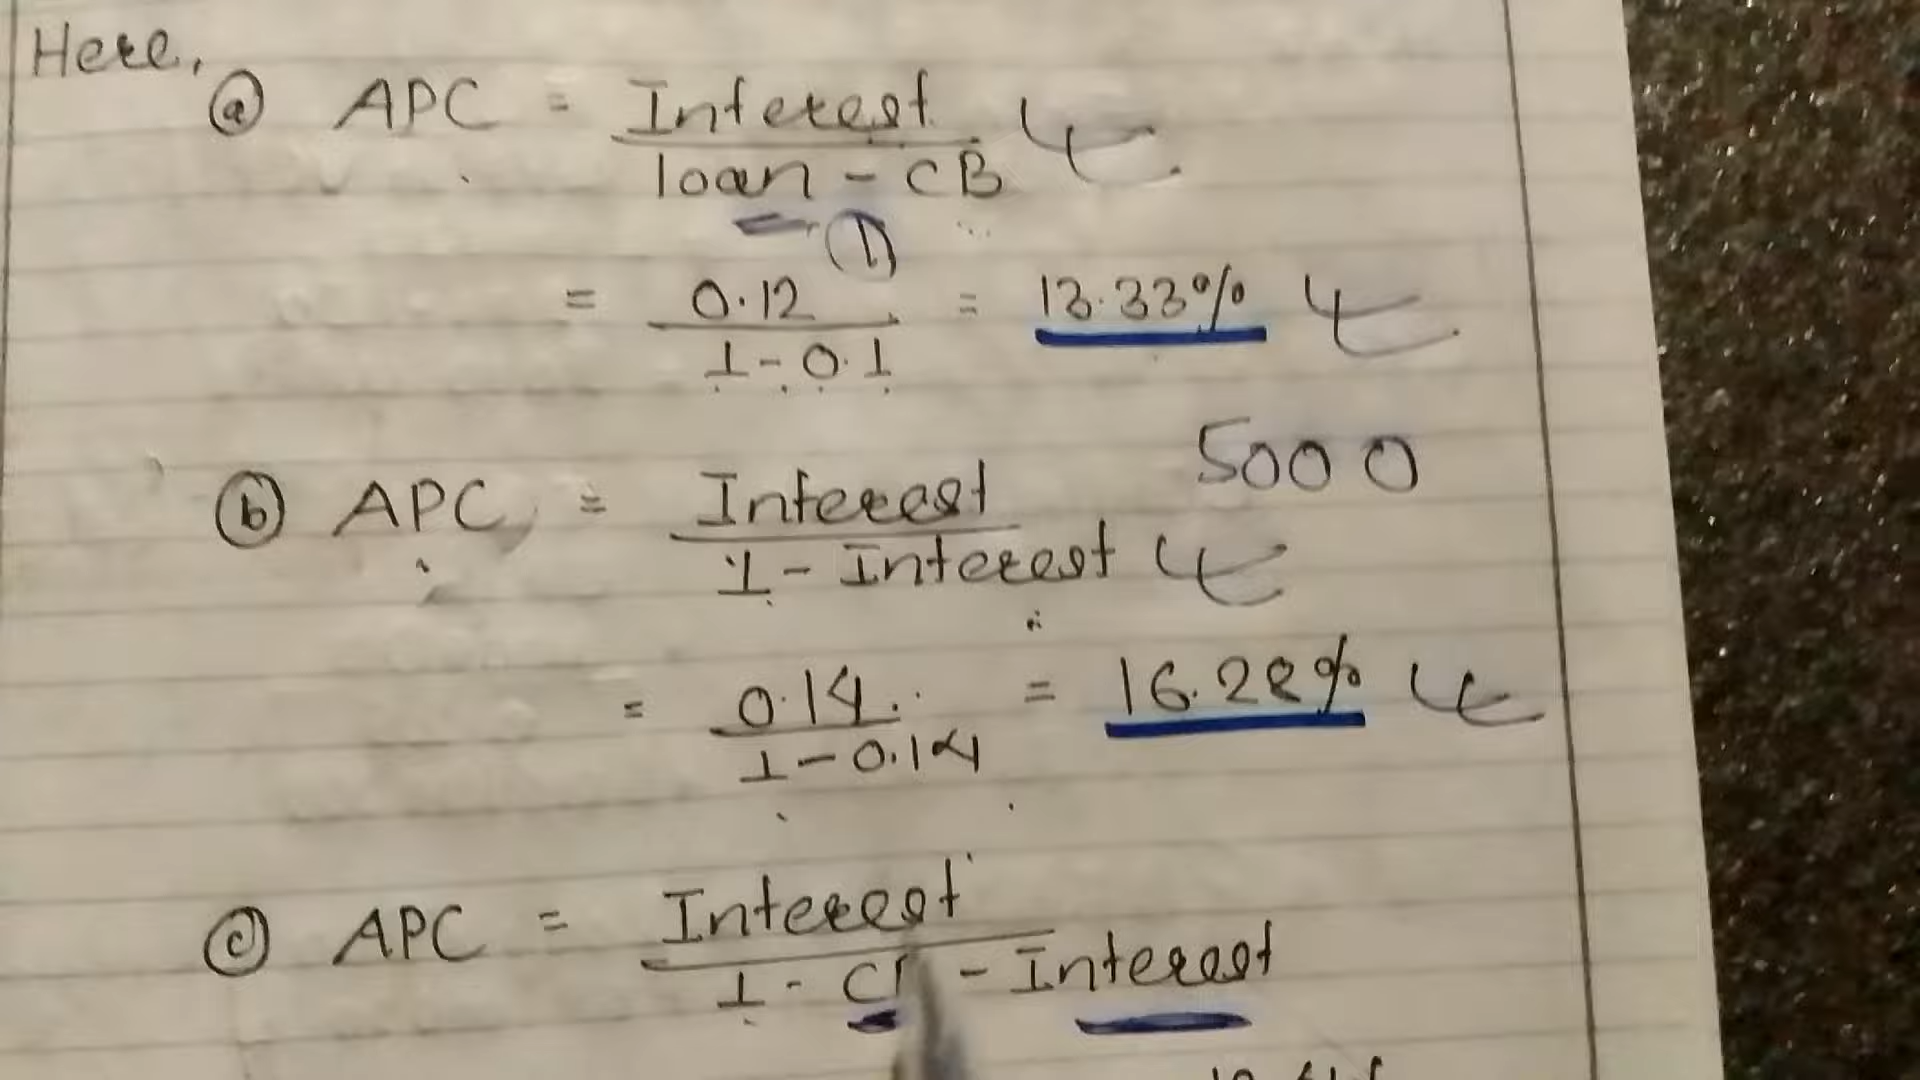 Here,
(a) APC = Interest / loan - CB
(1)
= 0.12 / 1 - 0.1 = 13.33%
5000
(b) APC = Interest / 1 - Interest
= 0.14 / 1 - 0.14 = 16.28%
(c) APC = Interest / 1 - - Interest